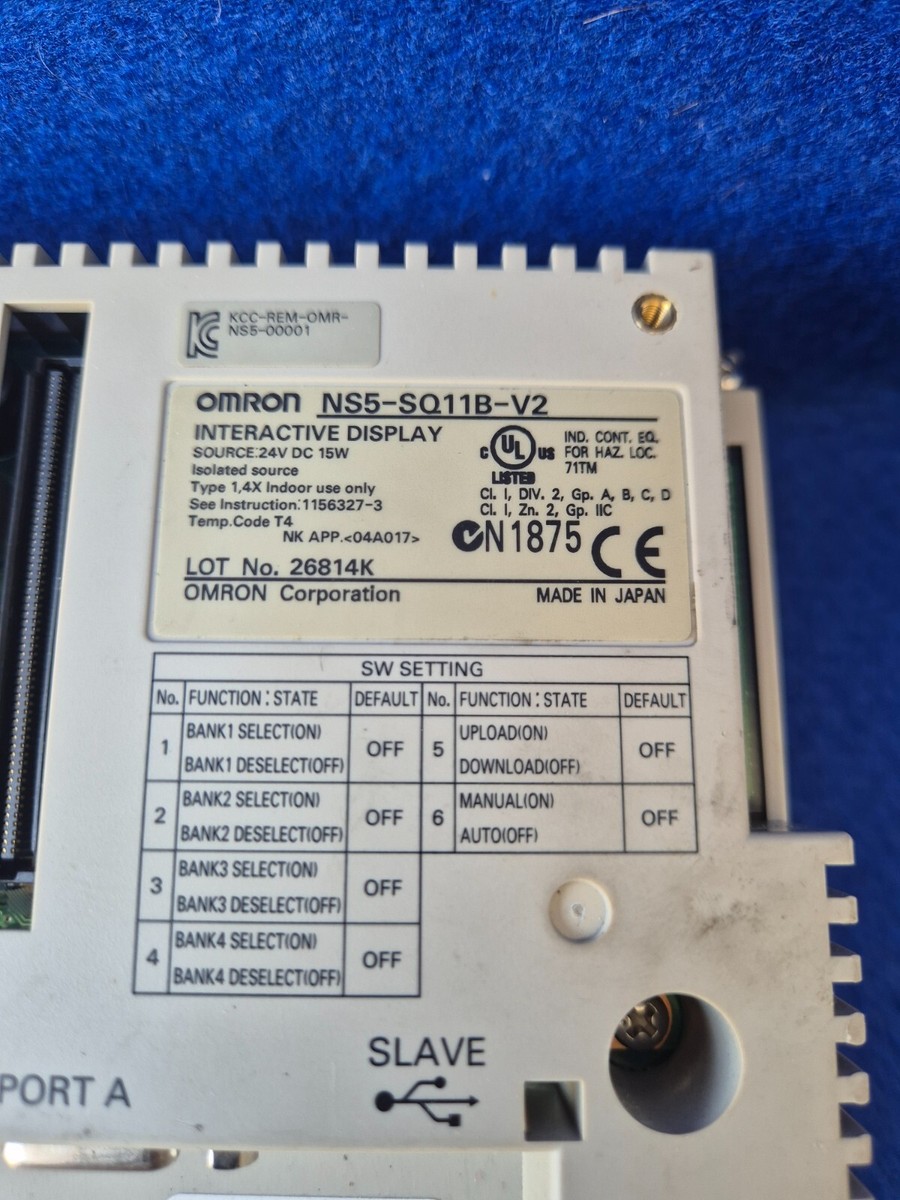 KCC-REM-OMR-
NS5-00001
OMRON NS5-SQ11B-V2
INTERACTIVE DISPLAY
SOURCE:24V DC 15W
Isolated source
Type 1,4X Indoor use only
See Instruction:1156327-3
Temp.Code T4
NK APP.<04A017>
C UL US
LISTED
IND. CONT. EQ.
FOR HAZ. LOC.
71TM
Cl. I, DIV. 2, Gp. A, B, C, D
Cl. I, Zn. 2, Gp. IIC
N1875 CE
LOT No. 26814K
OMRON Corporation MADE IN JAPAN
SW SETTING
No. FUNCTION : STATE DEFAULT No. FUNCTION : STATE DEFAULT
1 BANK1 SELECT(ON)
BANK1 DESELECT(OFF) OFF
5 UPLOAD(ON)
DOWNLOAD(OFF) OFF
2 BANK2 SELECT(ON)
BANK2 DESELECT(OFF) OFF
6 MANUAL(ON)
AUTO(OFF) OFF
3 BANK3 SELECT(ON)
BANK3 DESELECT(OFF) OFF
4 BANK4 SELECT(ON)
BANK4 DESELECT(OFF) OFF
SLAVE
PORT A